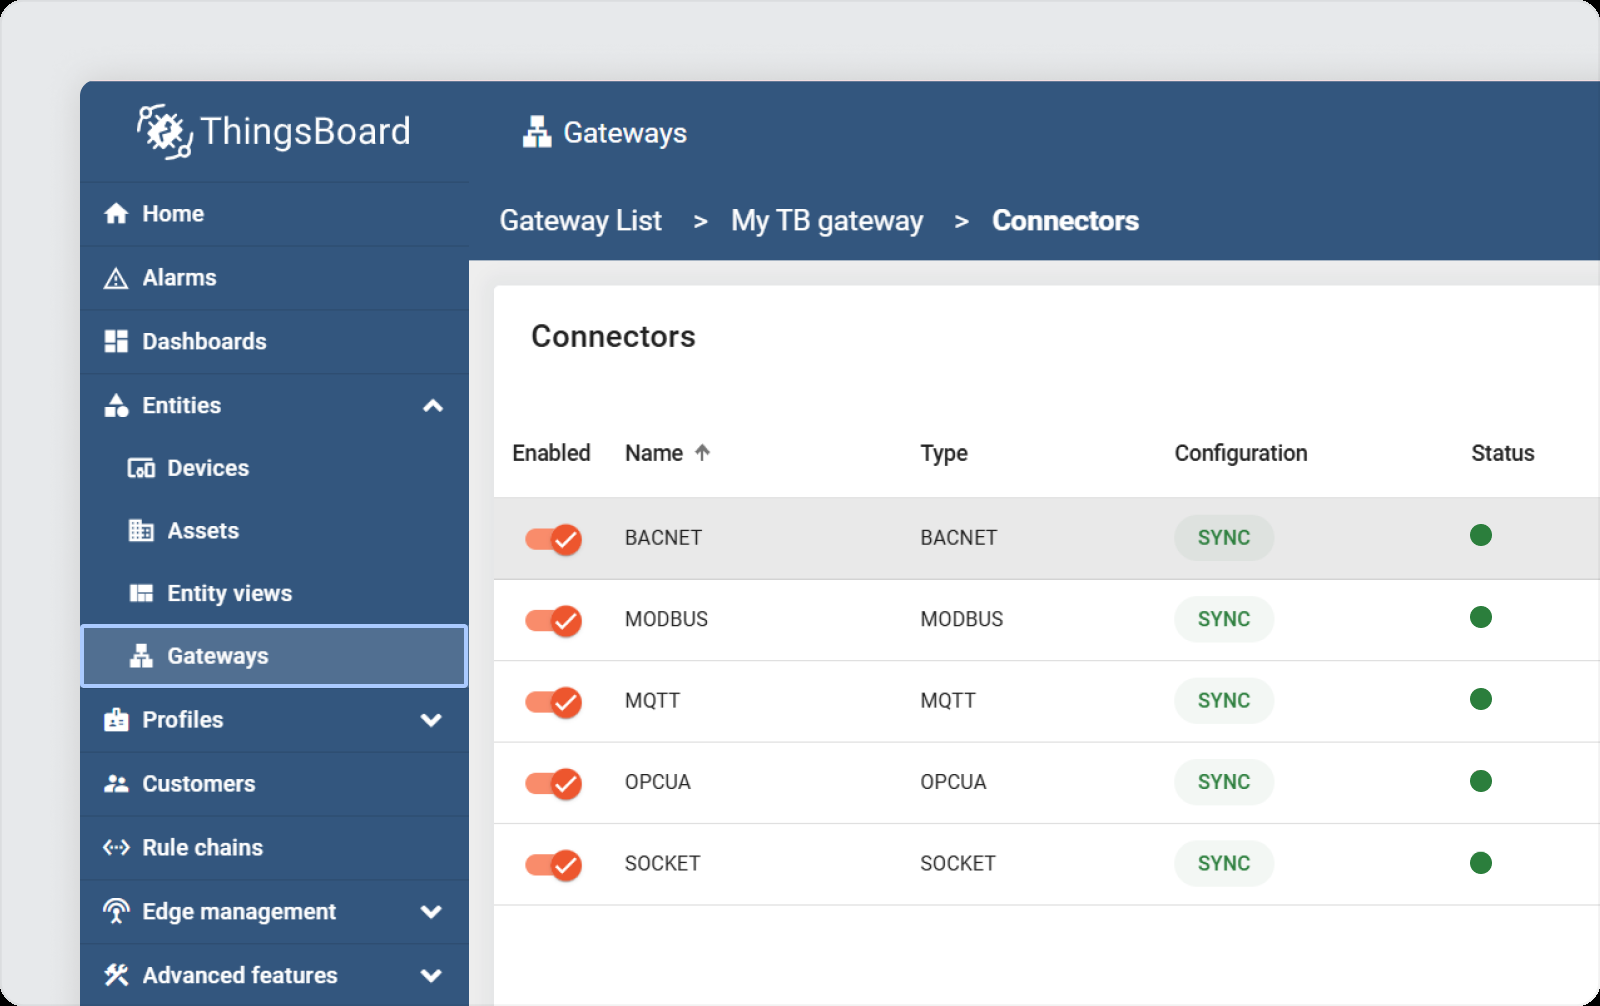 ThingsBoard
Home
Alarms
Dashboards
Entities
Devices
Assets
Entity views
Gateways
Profiles
Customers
Rule chains
Edge management
Advanced features
Gateways
Gateway List > My TB gateway > Connectors
Connectors
Enabled Name Type Configuration Status
BACNET BACNET SYNC
MODBUS MODBUS SYNC
MQTT MQTT SYNC
OPCUA OPCUA SYNC
SOCKET SOCKET SYNC